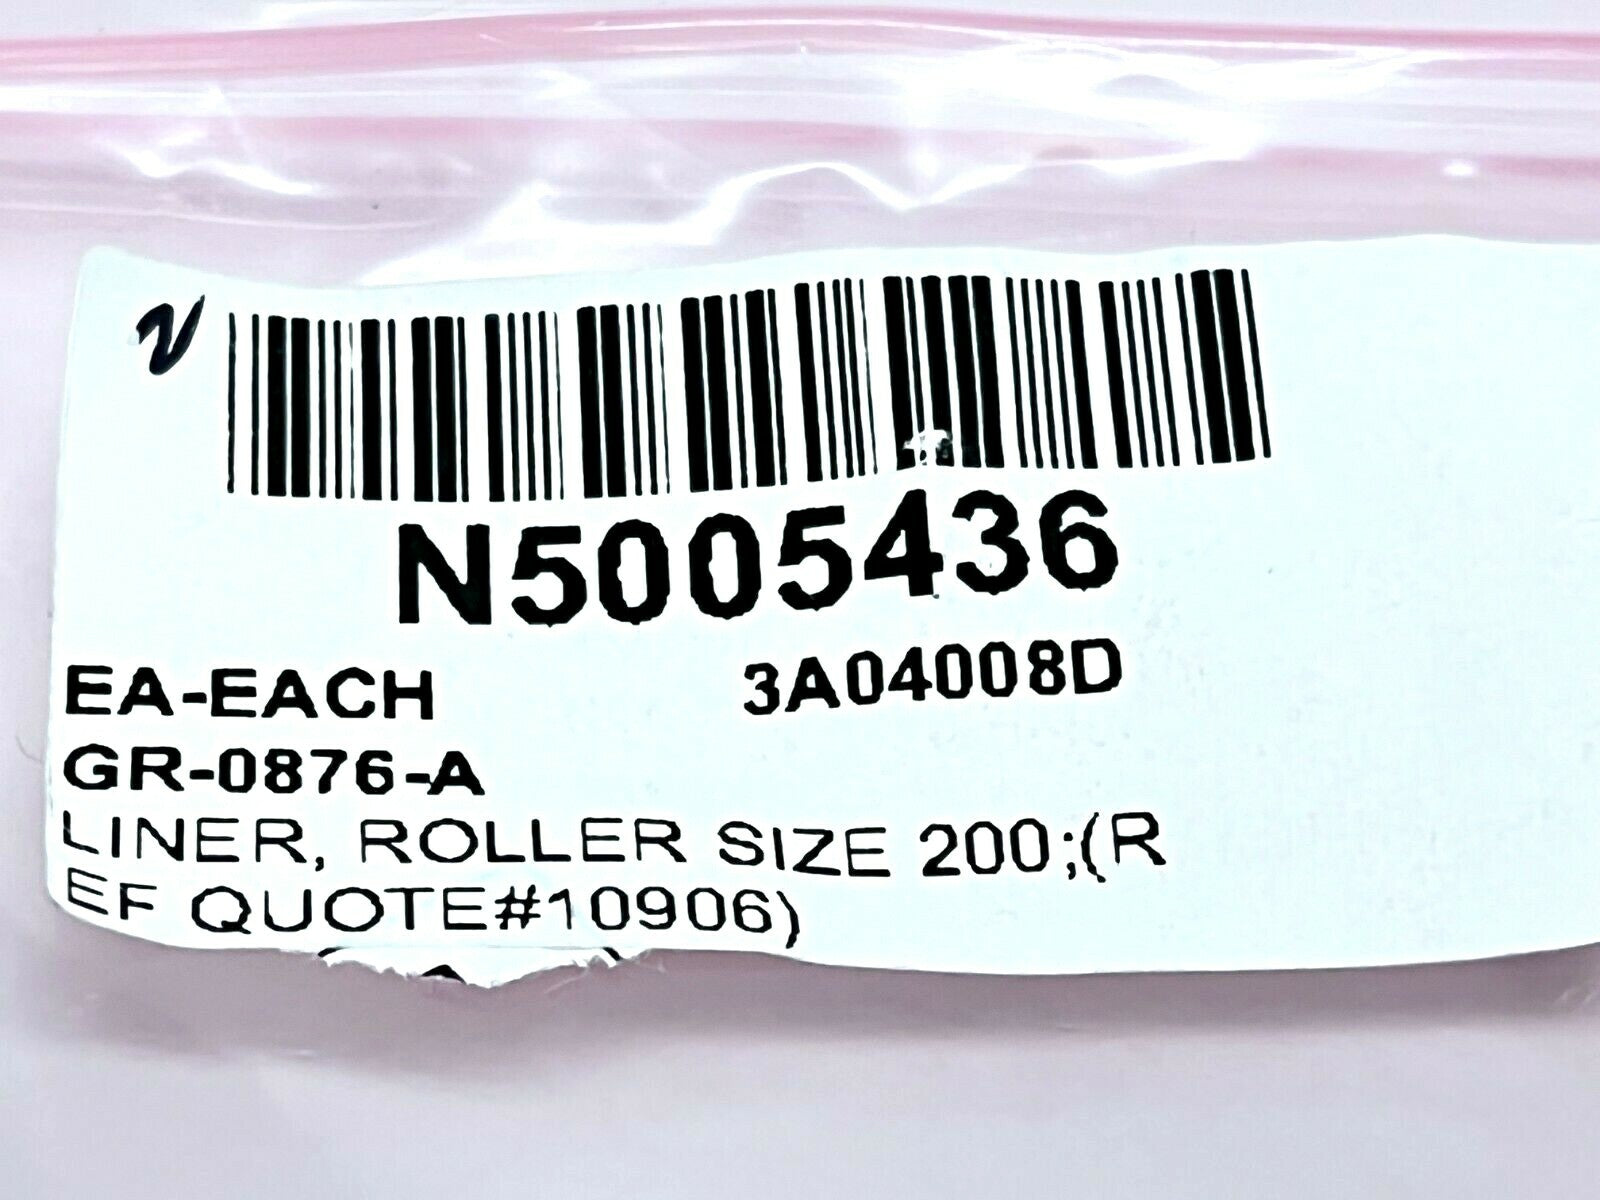 N5005436
EA-EACH 3A04008D
GR-0876-A
LINER, ROLLER SIZE 200;(R
EF QUOTE#10906)